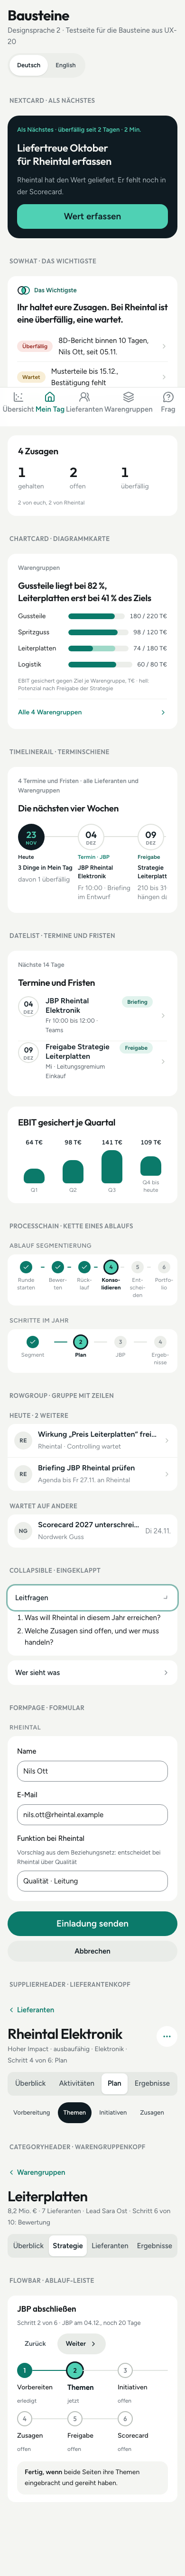 Bausteine
Designsprache 2 · Testseite für die Bausteine aus UX-
20
Deutsch English
NEXTCARD · ALS NÄCHSTES
Als Nächstes · überfällig seit 2 Tagen · 2 Min.
Liefertreue Oktober
für Rheintal erfassen
Rheintal hat den Wert geliefert. Er fehlt noch in
der Scorecard.
Wert erfassen
SOWHAT · DAS WICHTIGSTE
Das Wichtigste
Ihr haltet eure Zusagen. Bei Rheintal ist
eine überfällig, eine wartet.
Überfällig
8D-Bericht binnen 10 Tagen,
Nils Ott, seit 05.11.
Wartet
Musterteile bis 15.12.,
Bestätigung fehlt
Übersicht Mein Tag Lieferanten Warengruppen Frag
4 Zusagen
1 2 1
gehalten offen überfällig
2 von euch; 2 von Rheintal
CHARTCARD · DIAGRAMMKARTE
Warengruppen
Gussteile liegt bei 82 %,
Leiterplatten erst bei 41 % des Ziels
Gussteile 180 / 220 T€
Spritzguss 98 / 120 T€
Leiterplatten 74 / 180 T€
Logistik 60 / 80 T€
EBIT gesichert gegen Ziel je Warengruppe, T€ · hell:
Potenzial nach Freigabe der Strategie
Alle 4 Warengruppen
TIMELINERAIL · TERMINSCHIENE
4 Termine und Fristen · alle Lieferanten und
Warengruppen
Die nächsten vier Wochen
23 NOV 04 DEZ 09 DEZ
Heute Termin · JBP Freigabe
3 Dinge in Mein Tag JBP Rheintal Strategie
Elektronik Leiterplatt
davon 1 überfällig Fr 10:00 · Briefing 210 bis 31
im Entwurf hängen di
DATELIST · TERMINE UND FRISTEN
Nächste 14 Tage
Termine und Fristen
04 DEZ
JBP Rheintal
Elektronik
Briefing
Fr 10:00 bis 12:00 ·
Teams
09 DEZ
Freigabe Strategie
Leiterplatten
Freigabe
Mi · Leitungsgremium
Einkauf
EBIT gesichert je Quartal
64 T€ 98 T€ 141 T€ 109 T€
Q1 Q2 Q3 Q4 bis
heute
PROCESSCHAIN · KETTE EINES ABLAUFS
ABLAUF SEGMENTIERUNG
4 5 6
Runde Bewer- Rück- Konso- Ent- Portfo-
starten ten lauf lidieren schei- lio
den
SCHRITTE IM JAHR
2 3 4
Segment Plan JBP Ergeb-
nisse
ROWGROUP · GRUPPE MIT ZEILEN
HEUTE · 2 WEITERE
RE
Wirkung „Preis Leiterplatten“ frei...
Rheintal · Controlling wartet
RE
Briefing JBP Rheintal prüfen
Agenda bis Fr 27.11. an Rheintal
WARTET AUF ANDERE
NG
Scorecard 2027 unterschrei... Di 24.11.
Nordwerk Guss
COLLAPSIBLE · EINGEKLAPPT
Leitfragen
1. Was will Rheintal in diesem Jahr erreichen?
2. Welche Zusagen sind offen, und wer muss
handeln?
Wer sieht was
FORMPAGE · FORMULAR
RHEINTAL
Name
Nils Ott
E-Mail
nils.ott@rheintal.example
Funktion bei Rheintal
Vorschlag aus dem Beziehungsnetz: entscheidet bei
Rheintal über Qualität
Qualität · Leitung
Einladung senden
Abbrechen
SUPPLIERHEADER · LIEFERANTENKOPF
Lieferanten
Rheintal Elektronik
Hoher Impact · ausbaufähig · Elektronik ·
Schritt 4 von 6: Plan
Überblick Aktivitäten Plan Ergebnisse
Vorbereitung Themen Initiativen Zusagen
CATEGORYHEADER · WARENGRUPPENKOPF
Warengruppen
Leiterplatten
8,2 Mio. € · 7 Lieferanten · Lead Sara Ost · Schritt 6 von
10: Bewertung
Überblick Strategie Lieferanten Ergebnisse
FLOWBAR · ABLAUF-LEISTE
JBP abschließen
Schritt 2 von 6 · JBP am 04.12., noch 20 Tage
Zurück Weiter
1 2 3
Vorbereiten Themen Initiativen
erledigt jetzt offen
4 5 6
Zusagen Freigabe Scorecard
offen offen offen
Fertig, wenn beide Seiten ihre Themen
eingebracht und gereiht haben.